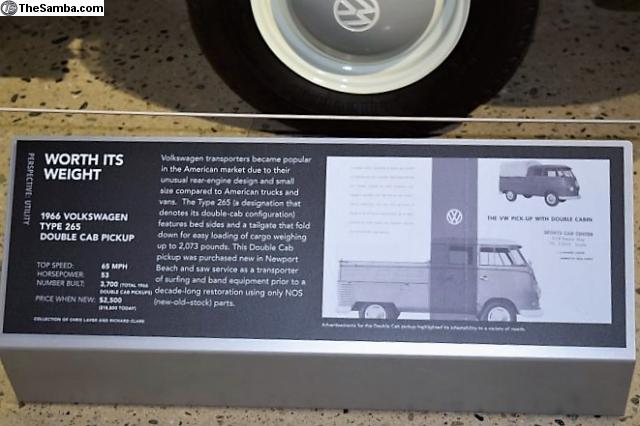 TheSamba.com
PERSPECTIVE: UTILITY
WORTH ITS
WEIGHT
1966 VOLKSWAGEN
TYPE 265
DOUBLE CAB PICKUP
TOP SPEED: 65 MPH
HORSEPOWER: 53
NUMBER BUILT: 3,700 (TOTAL 1966
DOUBLE CAB PICKUPS)
PRICE WHEN NEW: $2,500
COLLECTION OF CHRIS LAYER AND RICHARD CLARK
Volkswagen transporters became popular
in the American market due to their
unusual rear-engine design and small
size compared to American trucks and
vans. The Type 265 (a designation that
denotes its double-cab configuration)
features bed sides and a tailgate that fold
down for easy loading of cargo weighing
up to 2,073 pounds. This Double Cab
pickup was purchased new in Newport
Beach and saw service as a transporter
of surfing and band equipment prior to a
decade-long restoration using only NOS
(new-old-stock) parts.
THE VW PICK-UP WITH DOUBLE CABIN
SPORTS CAR CENTER
Advertisements for the Double Cab pickup highlighted its adaptability to a variety of needs.